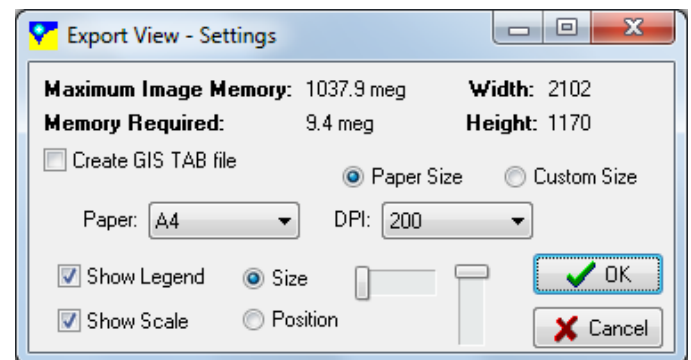 Export View - Settings
Maximum Image Memory: 1037.9 meg Width: 2102
Memory Required: 9.4 meg Height: 1170
Create GIS TAB file
Paper Size Custom Size
Paper: A4 DPI: 200
Show Legend Size OK
Show Scale Position Cancel